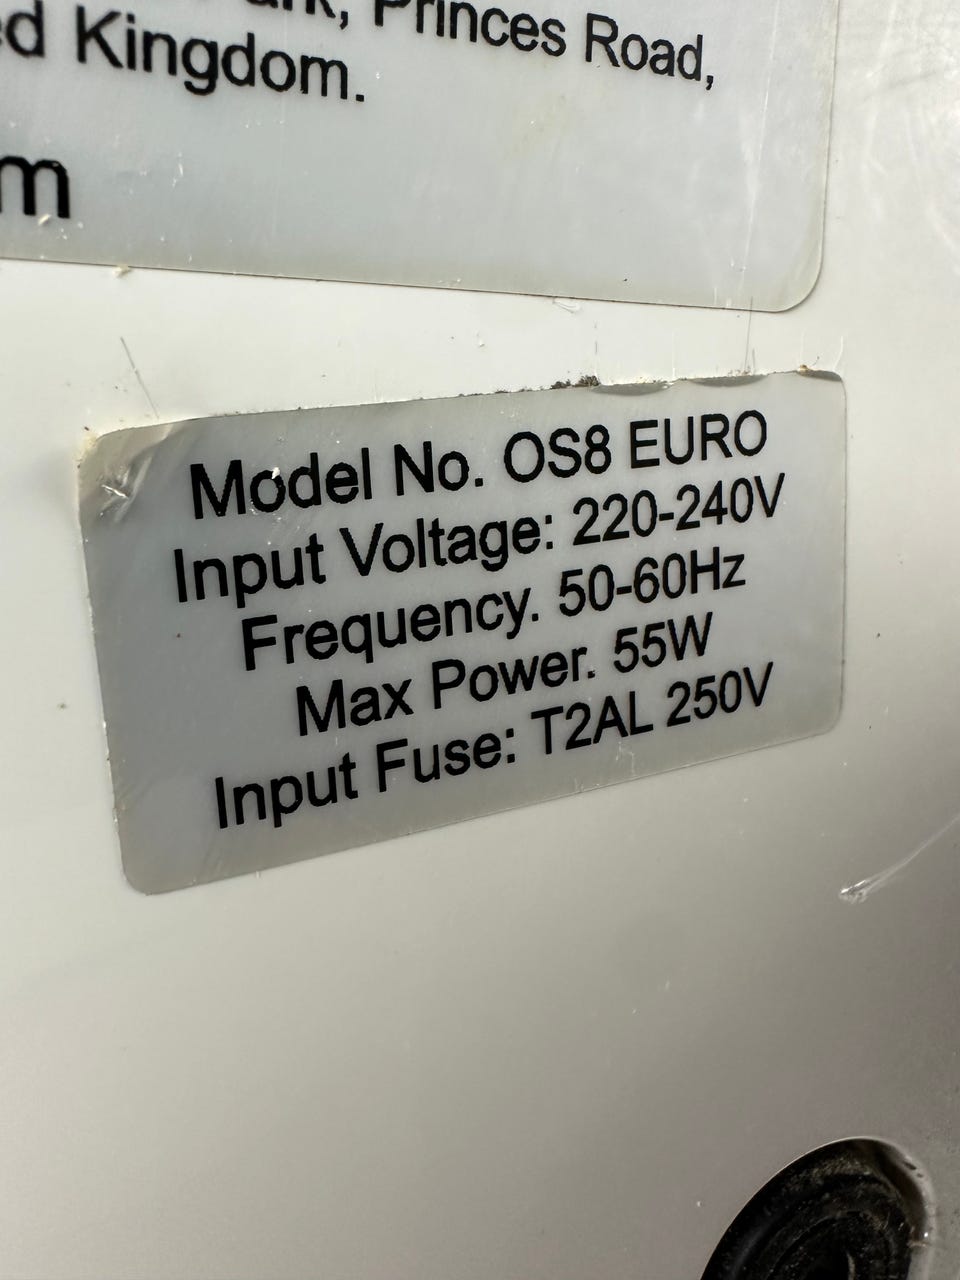 Princes Road,
Kingdom.
m
Model No. OS8 EURO
Input Voltage: 220-240V
Frequency. 50-60Hz
Max Power. 55W
Input Fuse: T2AL 250V